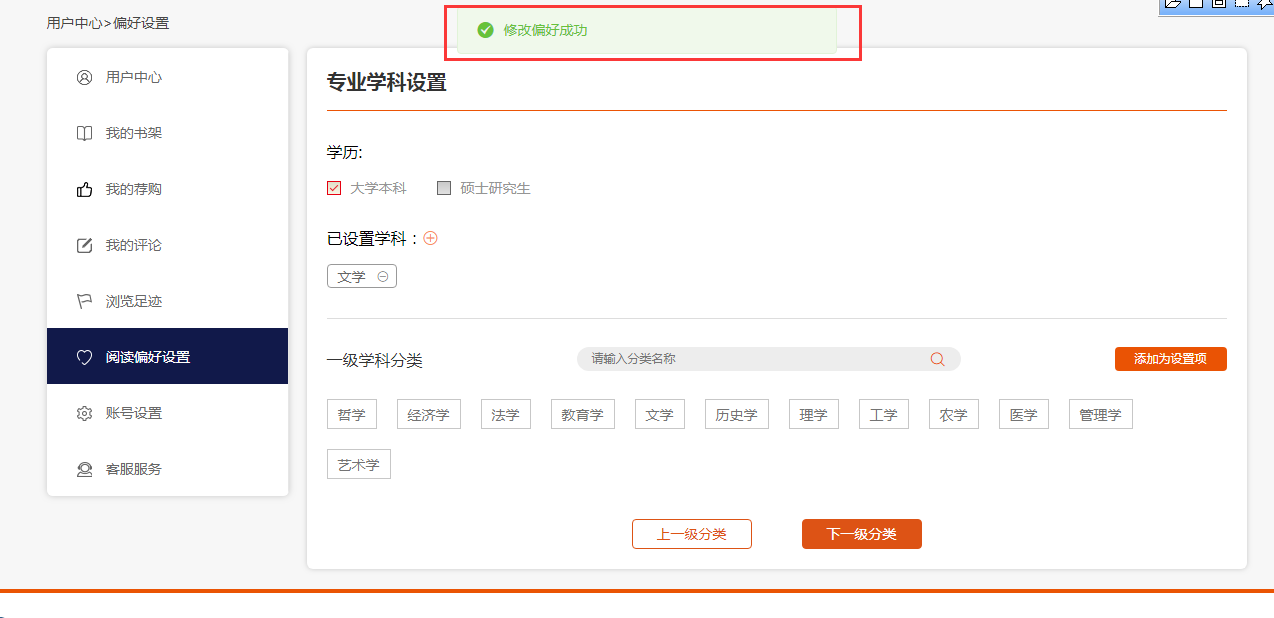 用户中心>偏好设置
修改偏好成功
用户中心
我的书架
我的荐购
我的评论
浏览足迹
阅读偏好设置
账号设置
客服服务
专业学科设置
学历:
大学本科 硕士研究生
已设置学科：
文学
一级学科分类 请输入分类名称 添加为设置项
哲学 经济学 法学 教育学 文学 历史学 理学 工学 农学 医学 管理学
艺术学
上一级分类 下一级分类